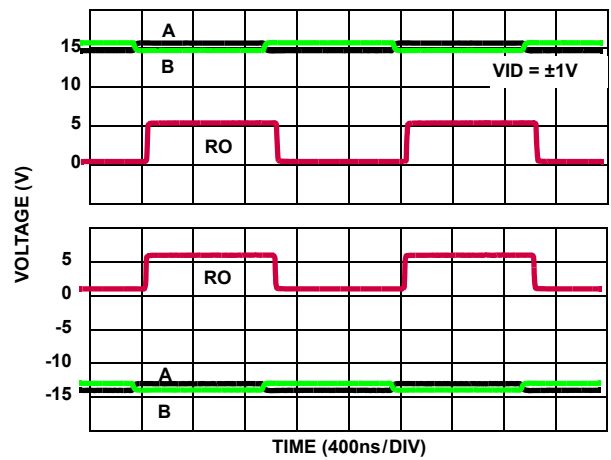 15
A
B
VID = ±1V
10
5
RO
0
VOLTAGE (V)
5
RO
0
-5
-10
A
-15
B
TIME (400ns/DIV)